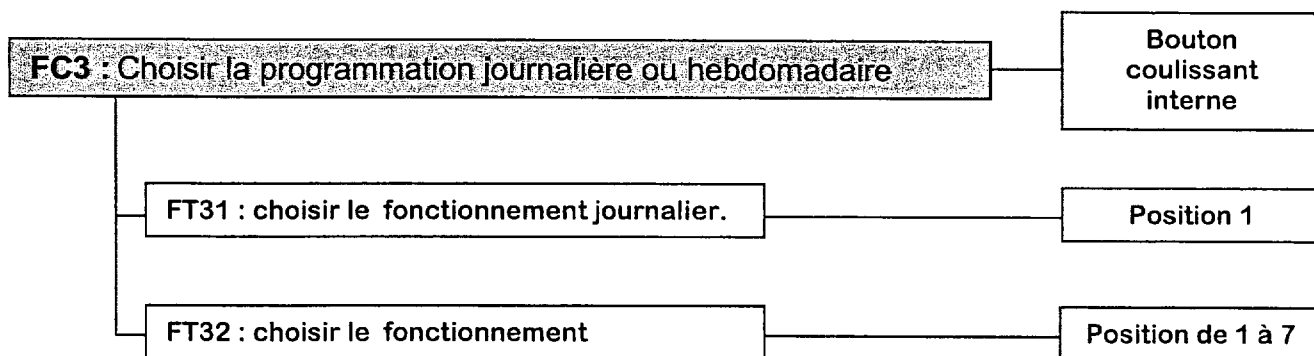 FC3 : Choisir la programmation journalière ou hebdomadaire
Bouton
coulissant
interne
FT31 : choisir le fonctionnement journalier.
Position 1
FT32 : choisir le fonctionnement
Position de 1 à 7